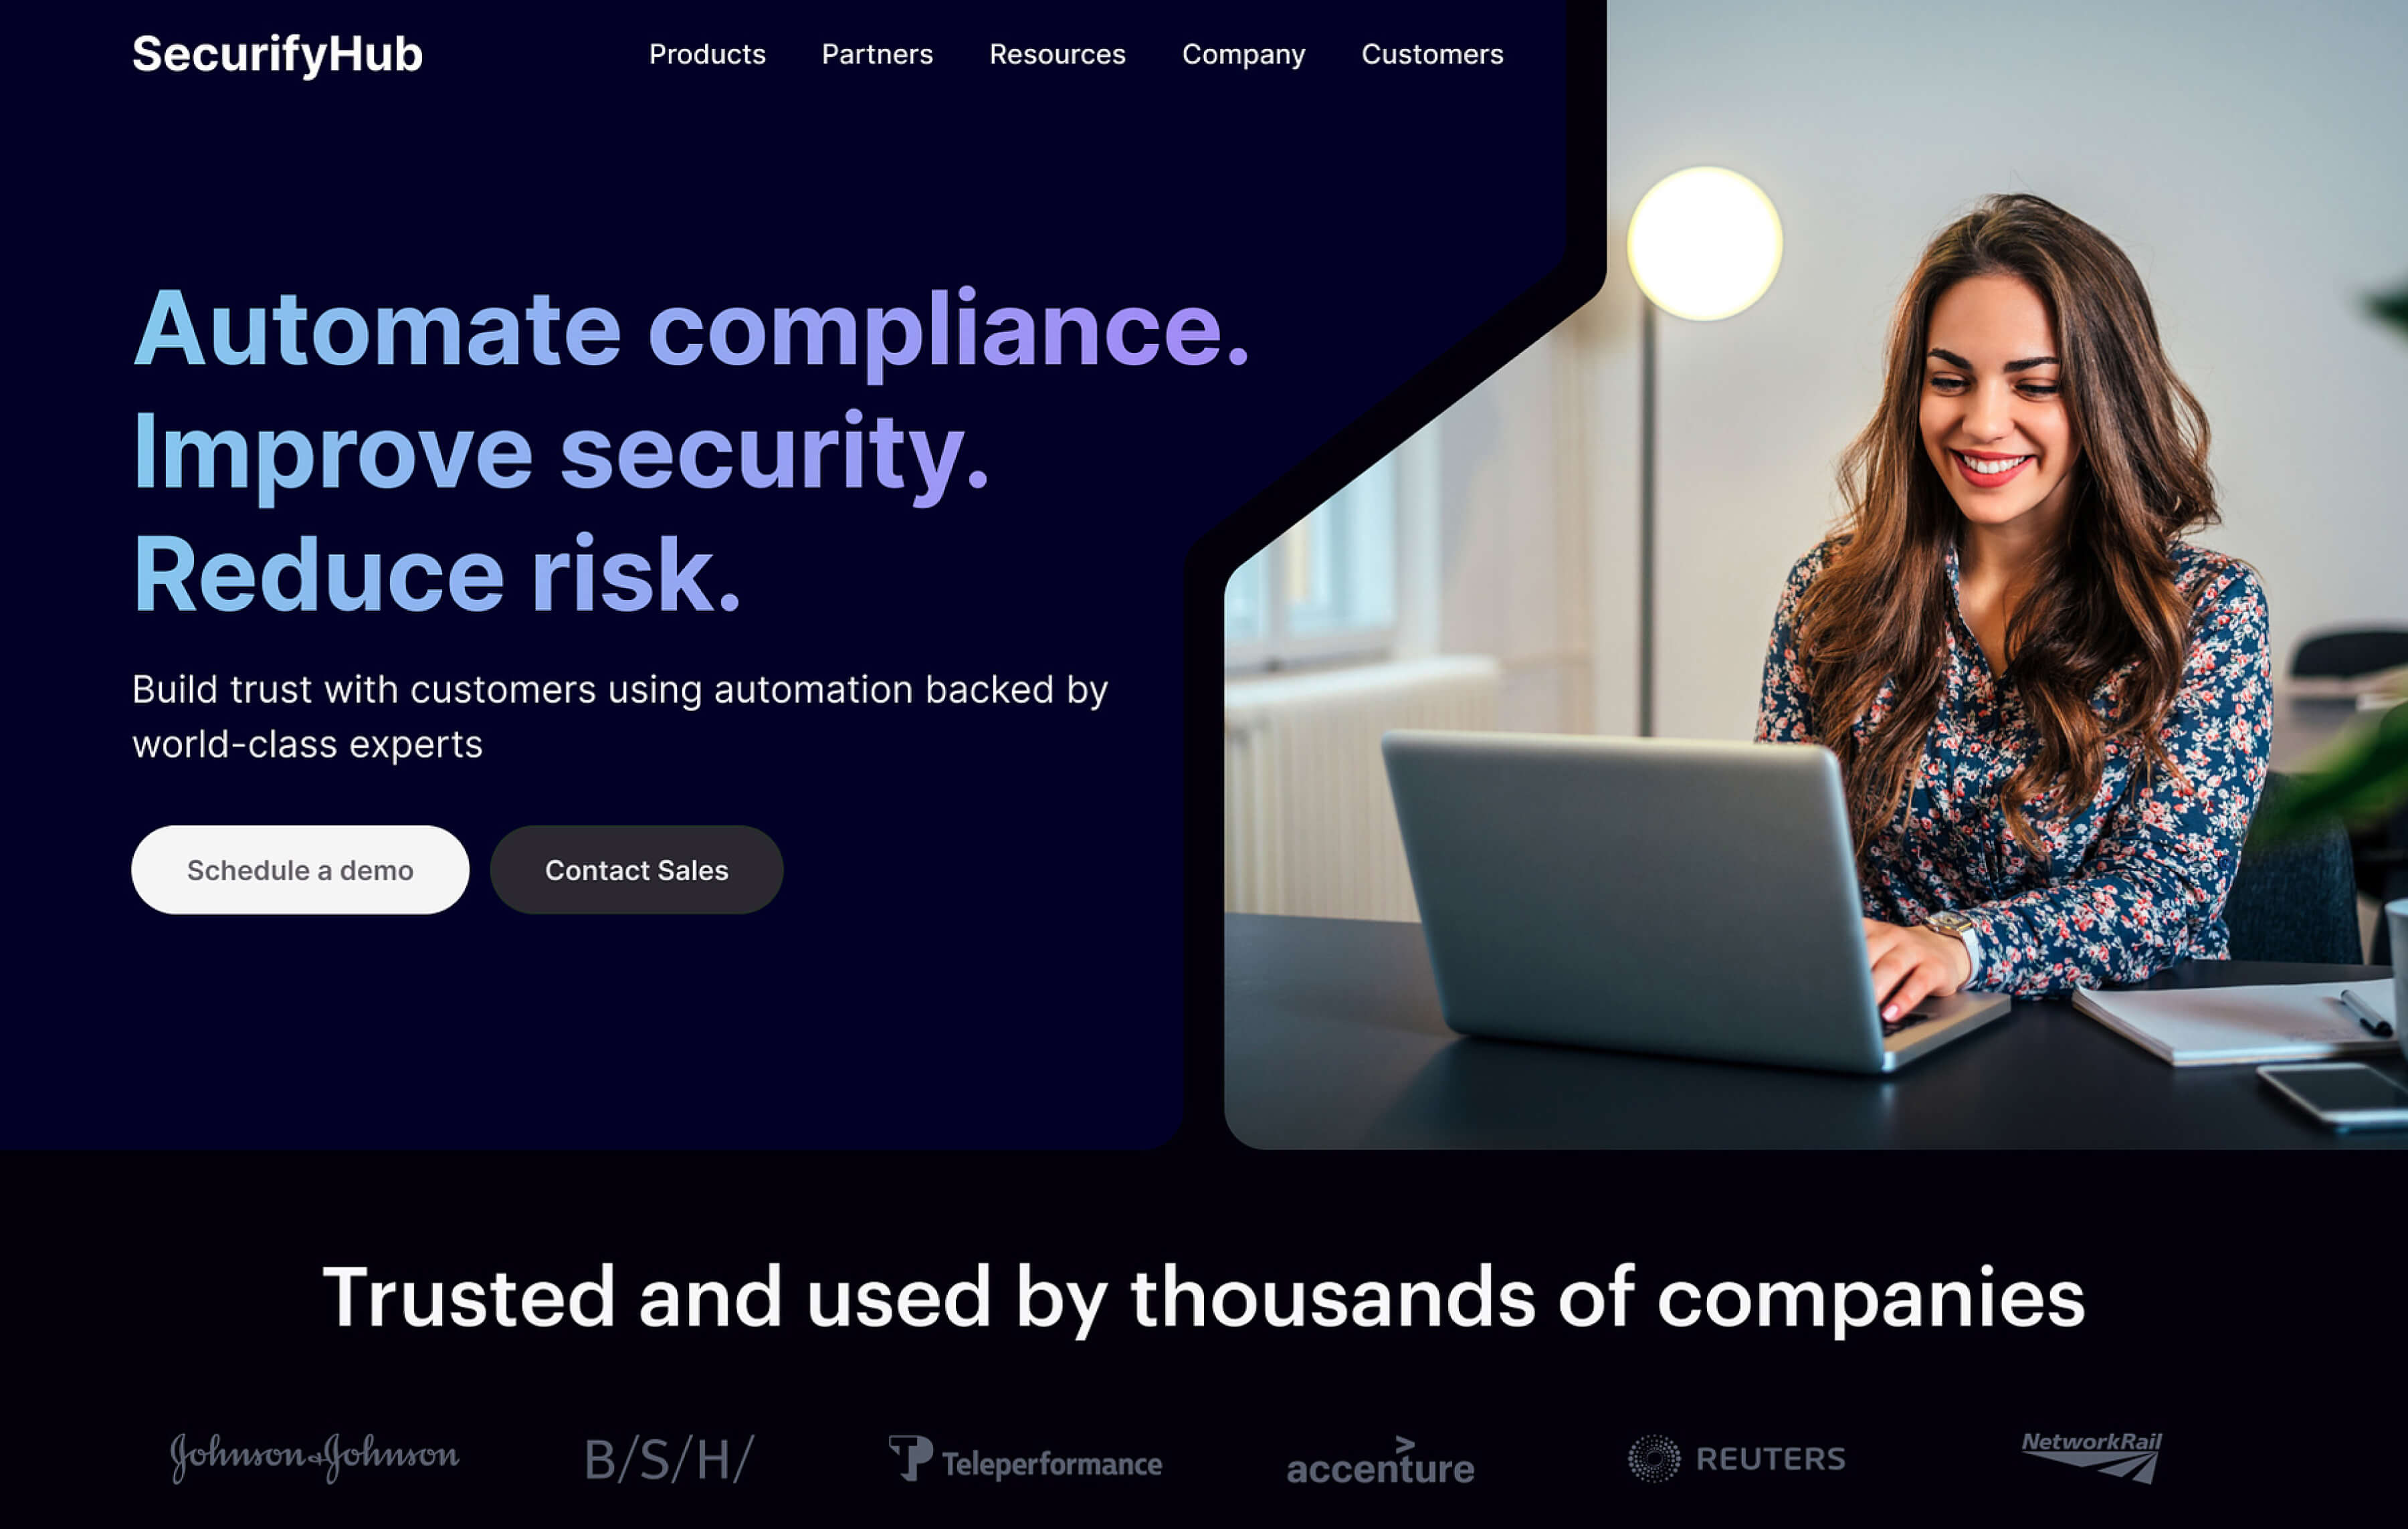 SecurifyHub
Products Partners Resources Company Customers
Automate compliance.
Improve security.
Reduce risk.
Build trust with customers using automation backed by
world-class experts
Schedule a demo Contact Sales
Trusted and used by thousands of companies
Johnson&Johnson B/S/H/ Teleperformance accenture REUTERS NetworkRail